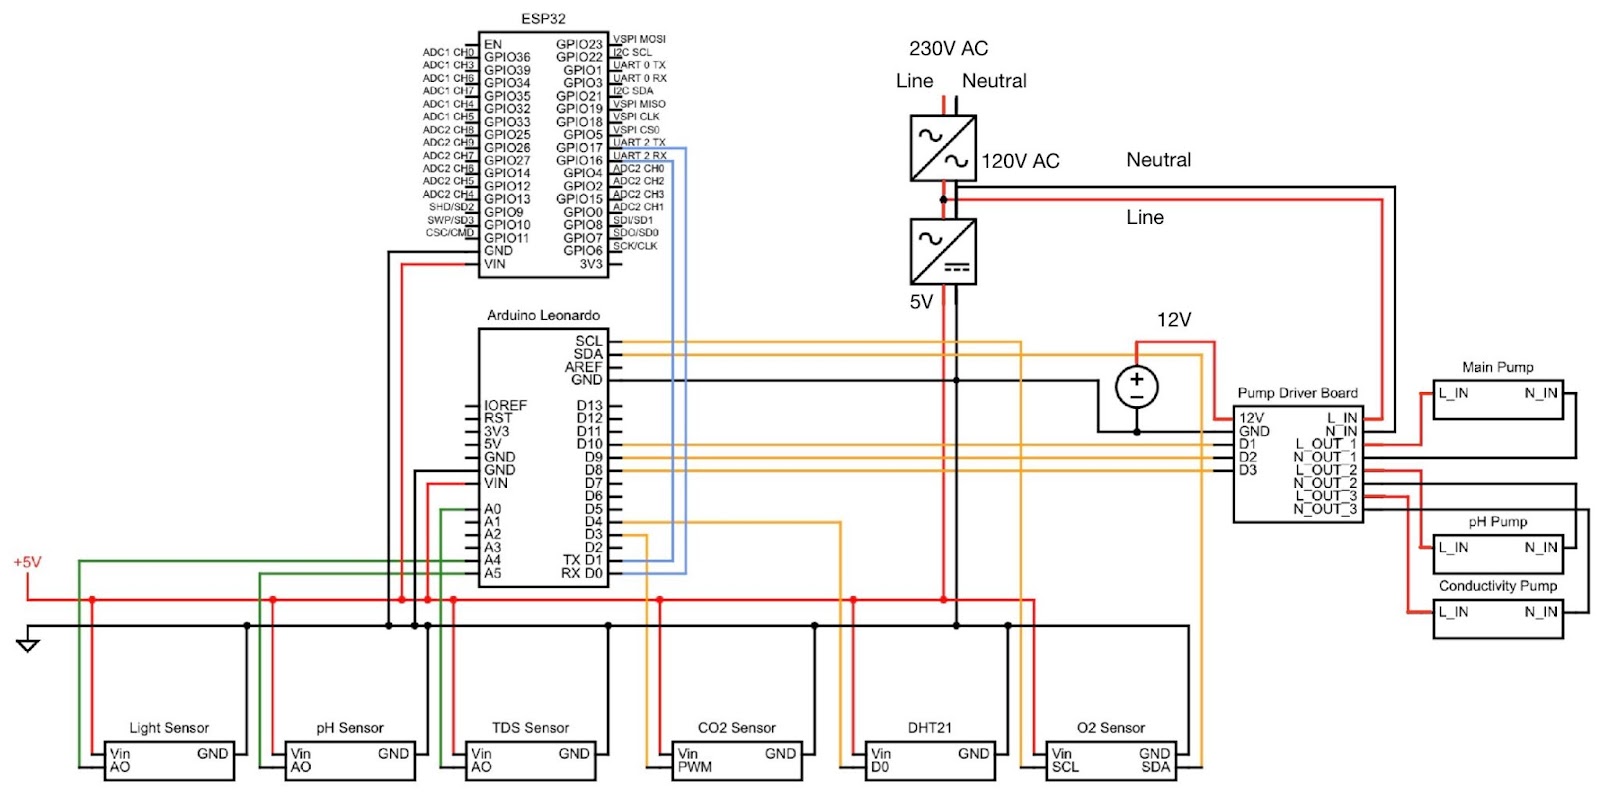 ESP32
EN
GPIO36
GPIO39
GPIO34
GPIO35
GPIO32
GPIO33
GPIO25
GPIO26
GPIO27
GPIO14
GPIO12
GPIO13
GPIO9
GPIO10
GPIO11
GND
VIN
ADC1 CH0
ADC1 CH3
ADC1 CH6
ADC1 CH7
ADC1 CH4
ADC1 CH5
ADC2 CH8
ADC2 CH9
ADC2 CH7
ADC2 CH6
ADC2 CH5
ADC2 CH4
SHD/SD2
SWP/SD3
CSC/CMD
GPIO23
GPIO22
GPIO1
GPIO3
GPIO21
GPIO19
GPIO18
GPIO5
GPIO17
GPIO16
GPIO4
GPIO2
GPIO15
GPIO0
GPIO8
GPIO7
GPIO6
3V3
VSPI MOSI
I2C SCL
UART 0 TX
UART 0 RX
I2C SDA
VSPI MISO
VSPI CLK
VSPI CS0
UART 2 TX
UART 2 RX
ADC2 CH0
ADC2 CH2
ADC2 CH3
ADC2 CH1
SDI/SD1
SDO/SD0
SCK/CLK
230V AC
Line Neutral
120V AC
Neutral
Line
5V
12V
Arduino Leonardo
IOREF
RST
3V3
5V
GND
GND
VIN
A0
A1
A2
A3
A4
A5
SCL
SDA
AREF
GND
D13
D12
D11
D10
D9
D8
D7
D6
D5
D4
D3
D2
TX D1
RX D0
Pump Driver Board
12V
GND
D1
D2
D3
L_IN
N_IN
L_OUT_1
N_OUT_1
L_OUT_2
N_OUT_2
L_OUT_3
N_OUT_3
Main Pump
L_IN N_IN
pH Pump
L_IN N_IN
Conductivity Pump
L_IN N_IN
+5V
Light Sensor
Vin GND
AO
pH Sensor
Vin GND
AO
TDS Sensor
Vin GND
AO
CO2 Sensor
Vin GND
PWM
DHT21
Vin GND
D0
O2 Sensor
Vin GND
SCL SDA